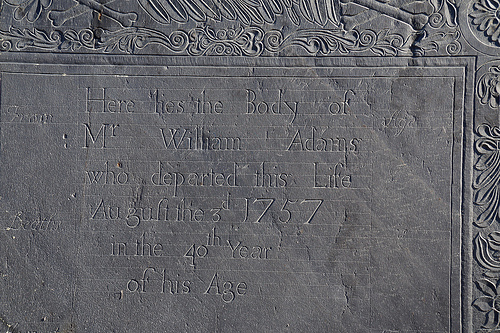 Here lies the Body of
Mr William Adams
who departed this Life
August the 3d 1757
in the 40th Year
of his Age